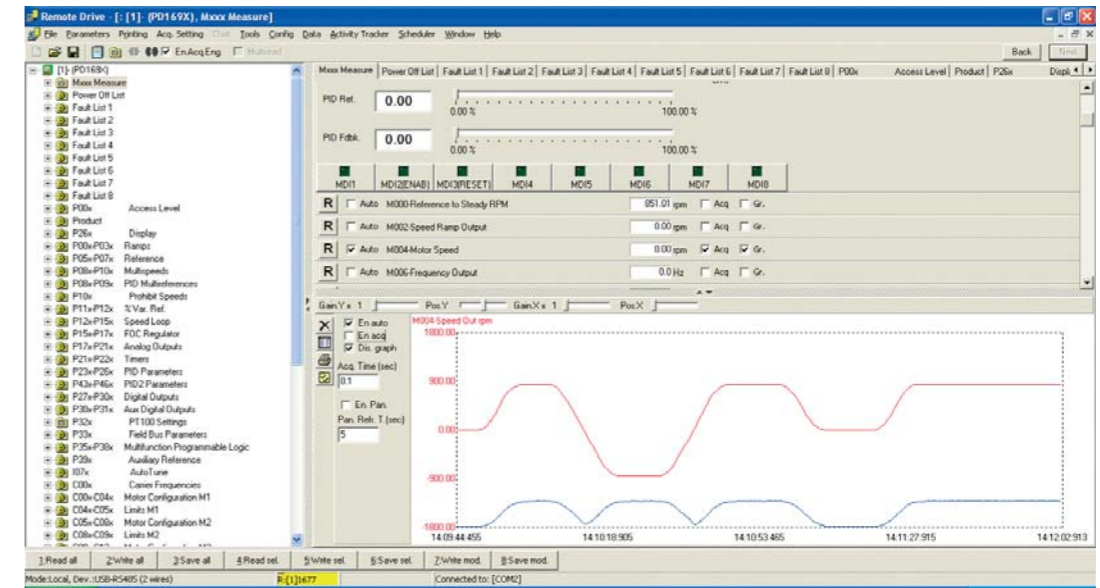 Remote Drive - [: [1]- (PD169X), Mxxx Measure]
File Parameters Printing Acq. Setting Tools Config Data Activity Tracker Scheduler Window Help
EnAcqEng Multiread Back Next
[1]- (PD169X)
Mxxx Measure
Power Off List
Fault List 1
Fault List 2
Fault List 3
Fault List 4
Fault List 5
Fault List 6
Fault List 7
Fault List 8
P00x Access Level
Product
P26x Display
P00x-P03x Ramps
P05x-P07x Reference
P08x-P10x Multispeeds
P08x-P09x PID Multireferences
P10x Prohibit Speeds
P11x-P12x % Var. Ref.
P12x-P15x Speed Loop
P15x-P17x FOC Regulator
P17x-P21x Analog Outputs
P21x-P22x Timers
P23x-P26x PID Parameters
P43x-P46x PID2 Parameters
P27x-P30x Digital Outputs
P30x-P31x Aux Digital Outputs
P32x PT100 Settings
P33x Field Bus Parameters
P35x-P38x Multifunction Programmable Logic
P39x Auxiliary Reference
I07x AutoTune
C00x Carrier Frequencies
C00x-C04x Motor Configuration M1
C04x-C05x Limits M1
C05x-C08x Motor Configuration M2
C08x-C09x Limits M2
Mxxx Measure Power Off List Fault List 1 Fault List 2 Fault List 3 Fault List 4 Fault List 5 Fault List 6 Fault List 7 Fault List 8 P00x Access Level Product P26x Displ
PID Ref. 0.00
0.00 % 100.00 %
PID Fdbk. 0.00
0.00 % 100.00 %
MDI1 MDI2(ENAB) MDI3(RESET) MDI4 MDI5 MDI6 MDI7 MDI8
R Auto M000-Reference to Steady RPM 851.01 rpm Acq Gr.
R Auto M002-Speed Ramp Output 0.00 rpm Acq Gr.
R Auto M004-Motor Speed 0.00 rpm Acq Gr.
R Auto M006-Frequency Output 0.0 Hz Acq Gr.
GainY x 1 PosY GainX x 1 PosX
En auto
En acq
Dis. graph
Acq. Time (sec)
0.1
En. Pan.
Pan. Refr. T.(sec)
5
M004 Speed Out rpm
1800.00
900.00
0.00
-900.00
-1800.00
14:09:44.455 14:10:18.905 14:10:53.465 14:11:27.915 14:12:02.913
1:Read all 2:Write all 3:Save all 4:Read sel. 5:Write sel. 6:Save sel. 7:Write mod. 8:Save mod.
Mode:Local, Dev.:USB-RS485 (2 wires) R:[1]1677 Connected to: [COM2]